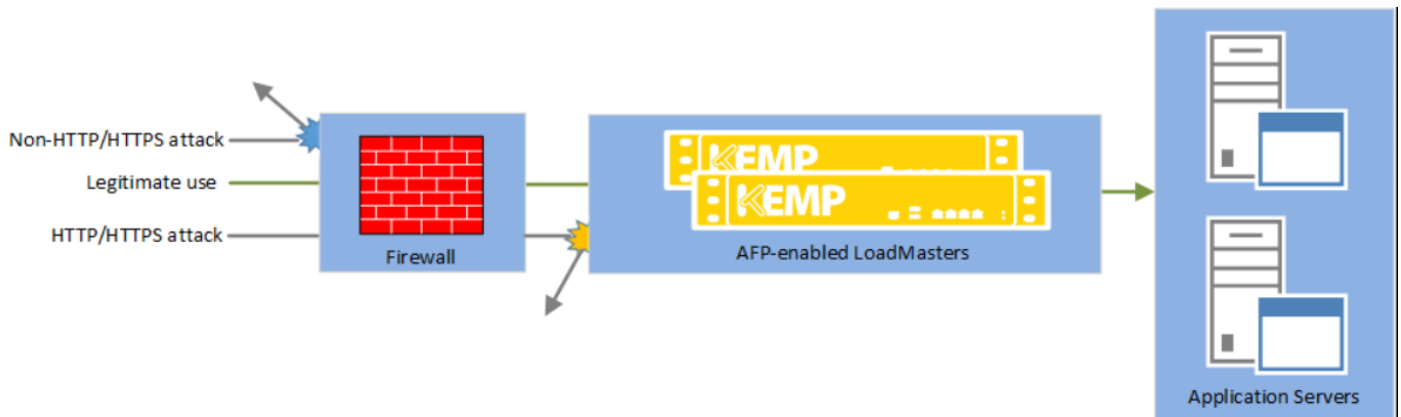 Non-HTTP/HTTPS attack
Legitimate use
HTTP/HTTPS attack
Firewall
KEMP
KEMP
AFP-enabled LoadMasters
Application Servers